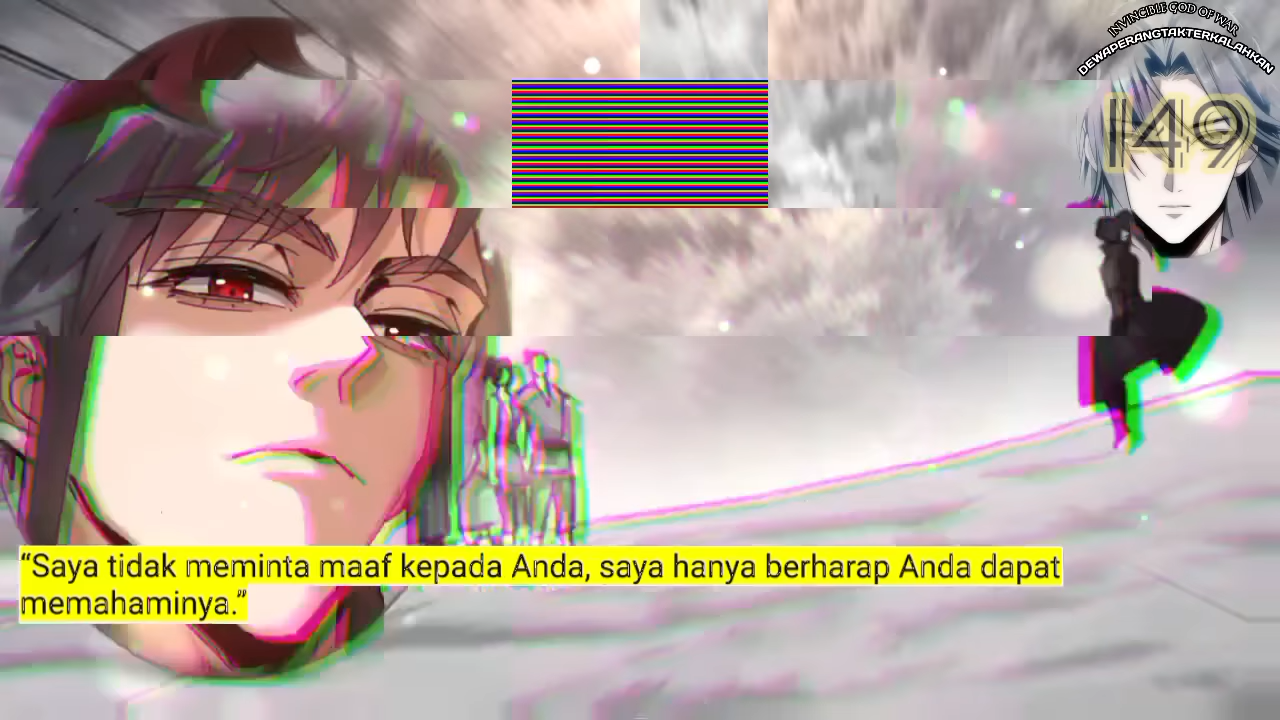 INVINCIBLE GOD OF WAR
DEWAPERANGTAKTERKALAHKAN
149
“Saya tidak meminta maaf kepada Anda, saya hanya berharap Anda dapat
memahaminya.”